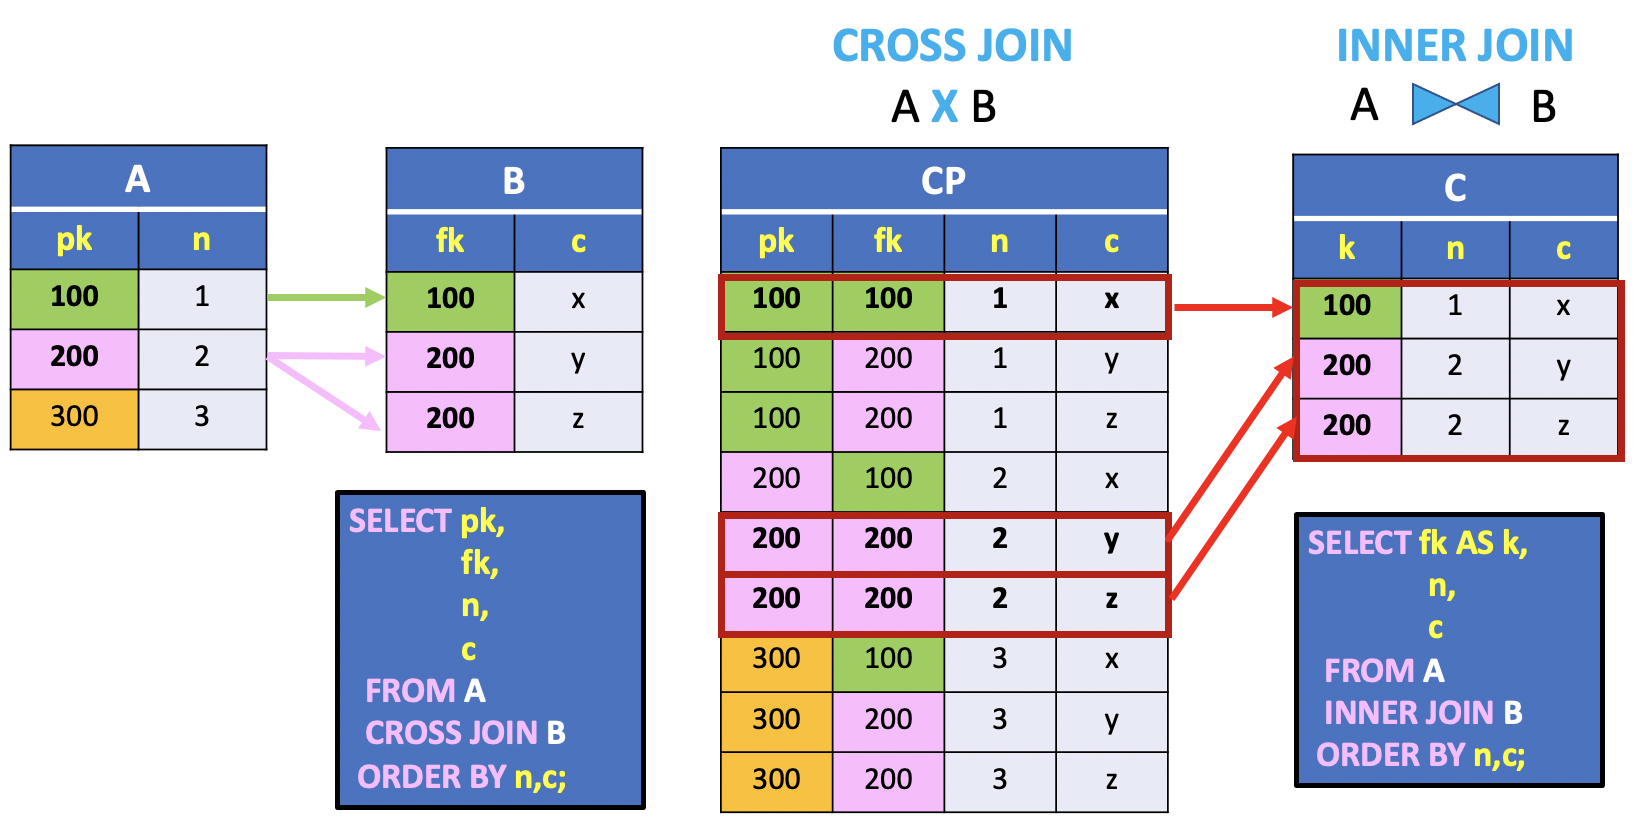 CROSS JOIN
INNER JOIN
A X B
A B
A
pk n
100 1
200 2
300 3
B
fk c
100 x
200 y
200 z
CP
pk fk n c
100 100 1 x
100 200 1 y
100 200 1 z
200 100 2 x
200 200 2 y
200 200 2 z
300 100 3 x
300 200 3 y
300 200 3 z
C
k n c
100 1 x
200 2 y
200 2 z
SELECT pk,
fk,
n,
c
FROM A
CROSS JOIN B
ORDER BY n,c;
SELECT fk AS k,
n,
c
FROM A
INNER JOIN B
ORDER BY n,c;